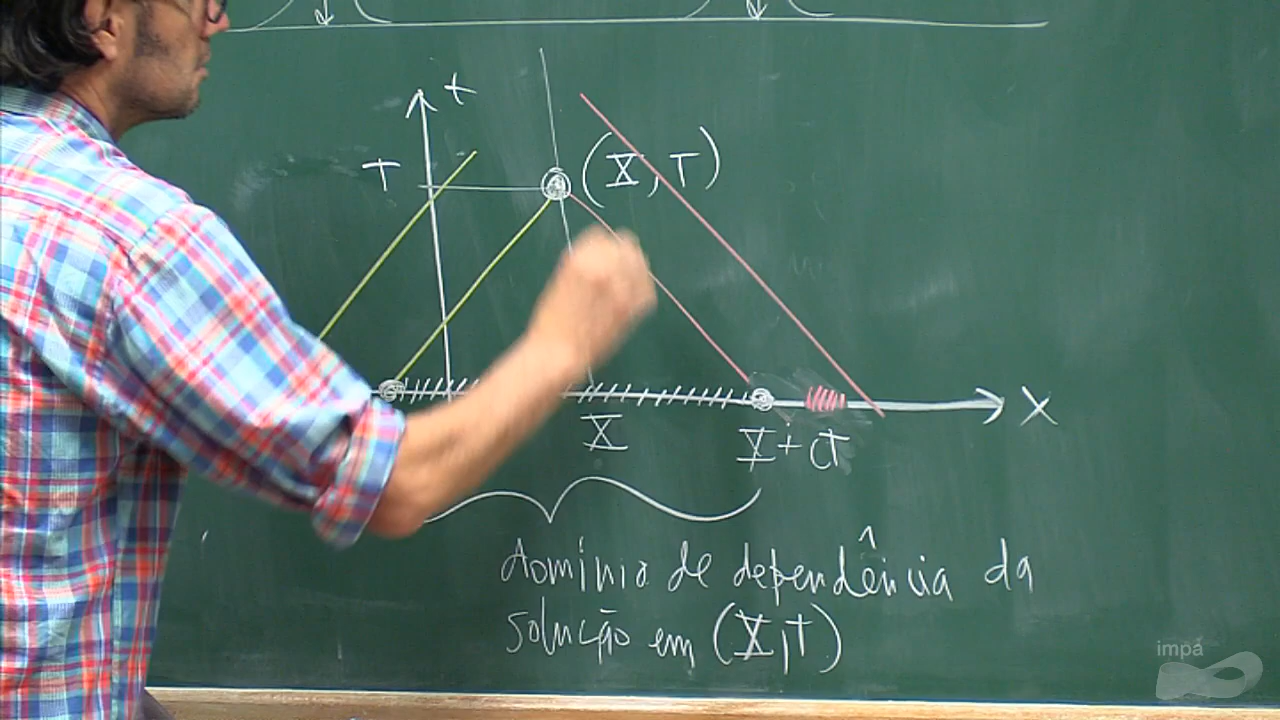 t
T (X, T)
X
X X + cT
domínio de dependência da
solução em (X, T)
impa